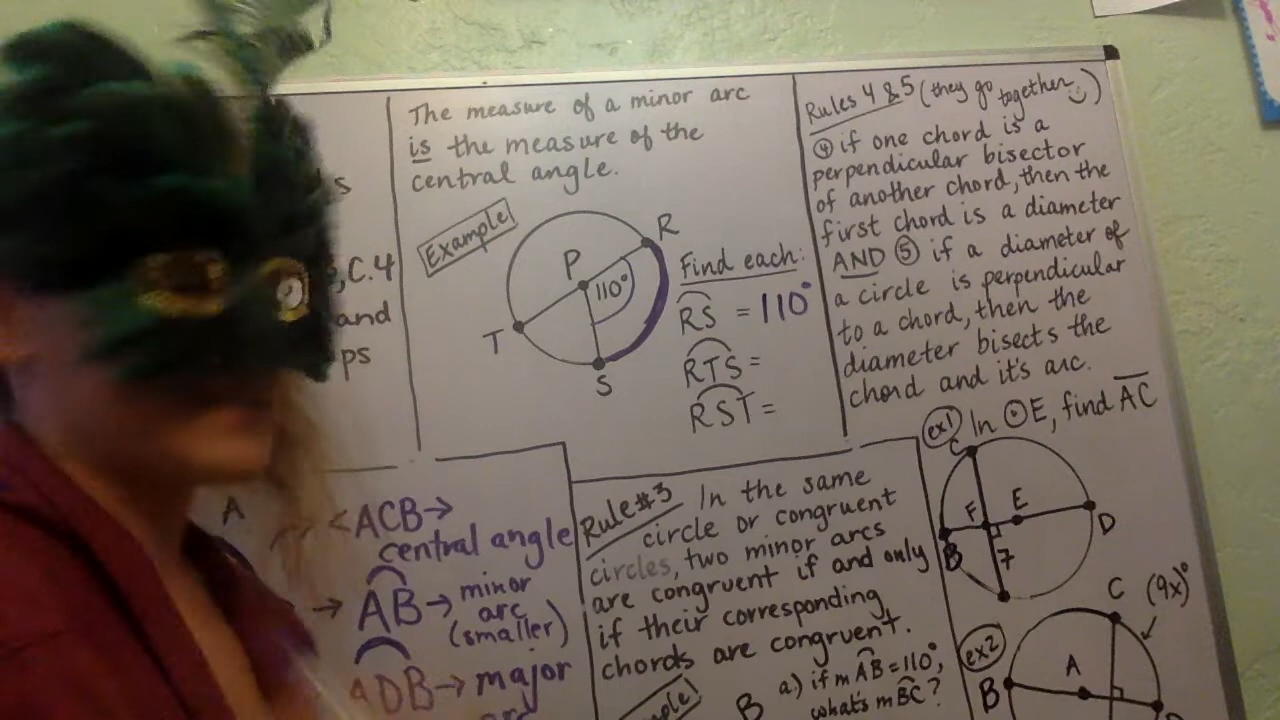 s
C.4
and
ps
The measure of a minor arc
is the measure of the
central angle.
Example
R
P
110°
T
S
Find each:
RS = 110°
RTS =
RST =
Rules 4 & 5 (they go together)
④ if one chord is a
perpendicular bisector
of another chord, then the
first chord is a diameter
AND ⑤ if a diameter of
a circle is perpendicular
to a chord, then the
diameter bisects the
chord and it's arc.
ex1 In ⊙E, find AC
C
F
E
B
D
7
A
<ACB→
central angle
→ AB→ minor
arc
(smaller)
ADB→ major
Rule #3 In the same
circle or congruent
circles, two minor arcs
are congruent if and only
if their corresponding
chords are congruent.
B
a.) if mAB=110°,
what's mBC?
ex2
C
(9x)°
A
B